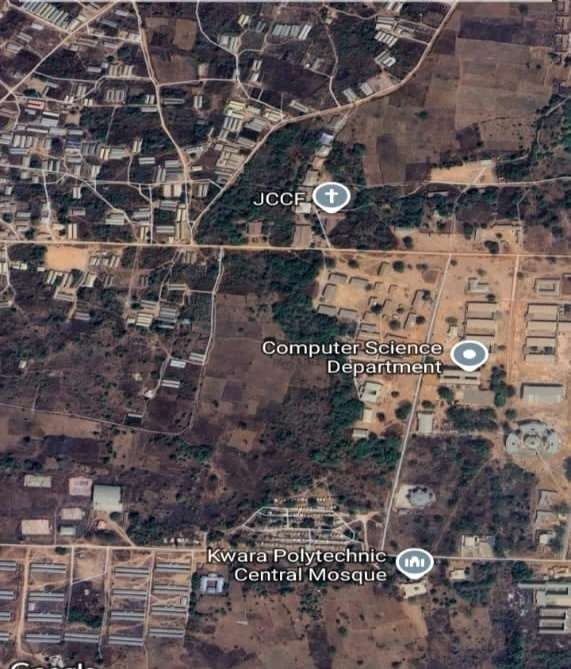 JCCF
Computer Science
Department
Kwara Polytechnic
Central Mosque